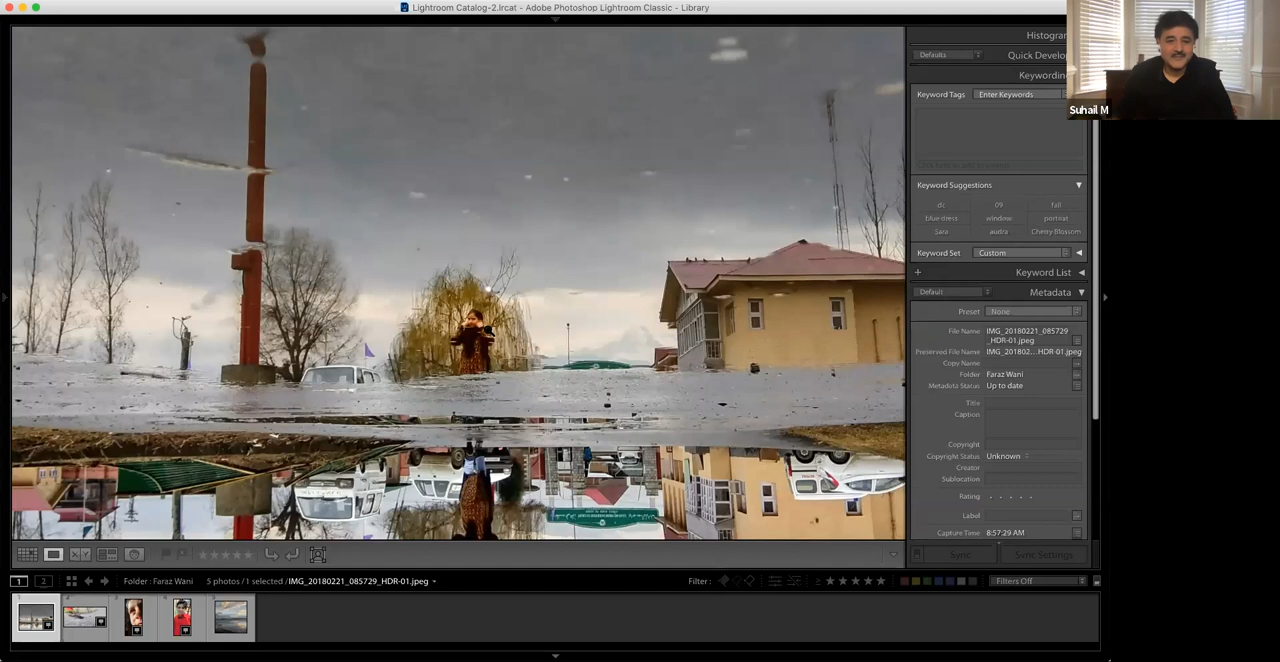 Lightroom Catalog-2.lrcat - Adobe Photoshop Lightroom Classic - Library
Suhail M
Histogram
Defaults
Quick Develo
Keywording
Keyword Tags
Enter Keywords
Keyword Suggestions
dc
09
fall
blue dress
window
portrait
Sara
audra
Cherry Blossom
Keyword Set
Custom
+
Keyword List
Default
Metadata
Preset
None
File Name
IMG_20180221_085729
_HDR-01.jpeg
Preserved File Name
IMG_201802...HDR-01.jpeg
Copy Name
Folder
Faraz Wani
Metadata Status
Up to date
Title
Caption
Copyright
Copyright Status
Unknown
Creator
Sublocation
Rating
Label
Capture Time
8:57:29 AM
Sync
Sync Settings
1
2
Folder : Faraz Wani
5 photos / 1 selected / IMG_20180221_085729_HDR-01.jpeg
Filter :
Filters Off